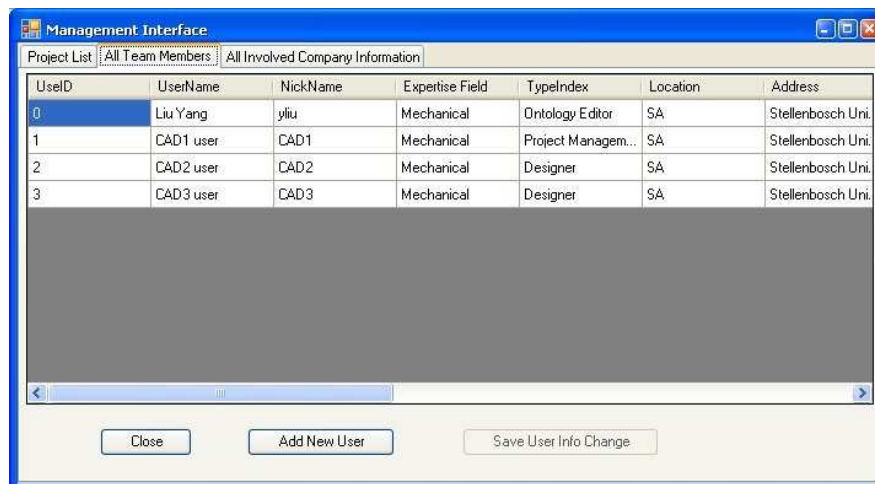 Management Interface
Project List All Team Members All Involved Company Information
UseID UserName NickName Expertise Field TypeIndex Location Address
0 Liu Yang yliu Mechanical Ontology Editor SA Stellenbosch Uni.
1 CAD1 user CAD1 Mechanical Project Managem... SA Stellenbosch Uni.
2 CAD2 user CAD2 Mechanical Designer SA Stellenbosch Uni.
3 CAD3 user CAD3 Mechanical Designer SA Stellenbosch Uni.
Close Add New User Save User Info Change